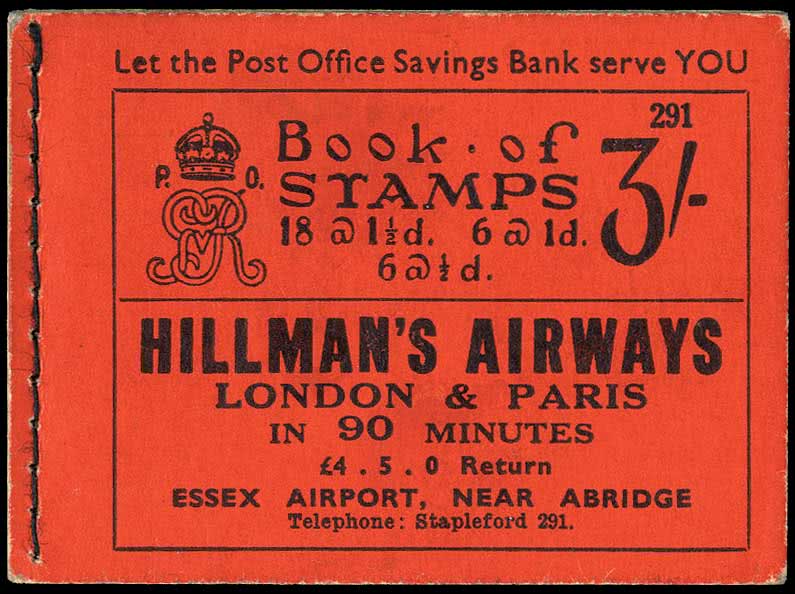 Let the Post Office Savings Bank serve YOU
291
P. O.
GRV
Book · of
STAMPS
3/-
18 @ 1½d. 6 @ 1d.
6 @ ½d.
HILLMAN'S AIRWAYS
LONDON & PARIS
IN 90 MINUTES
£4 . 5 . 0 Return
ESSEX AIRPORT, NEAR ABRIDGE
Telephone: Stapleford 291.